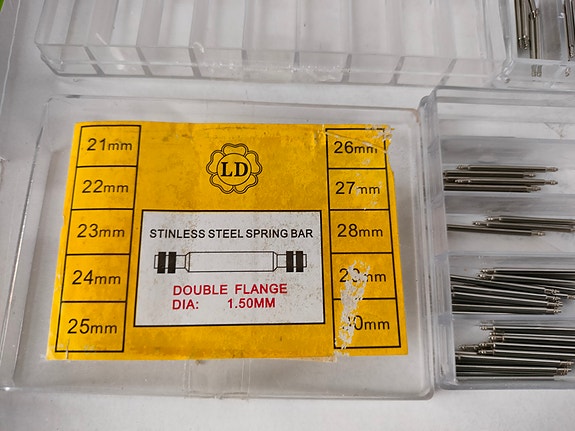 21mm
22mm
23mm
24mm
25mm
LD
STINLESS STEEL SPRING BAR
DOUBLE FLANGE
DIA: 1.50MM
26mm
27mm
28mm